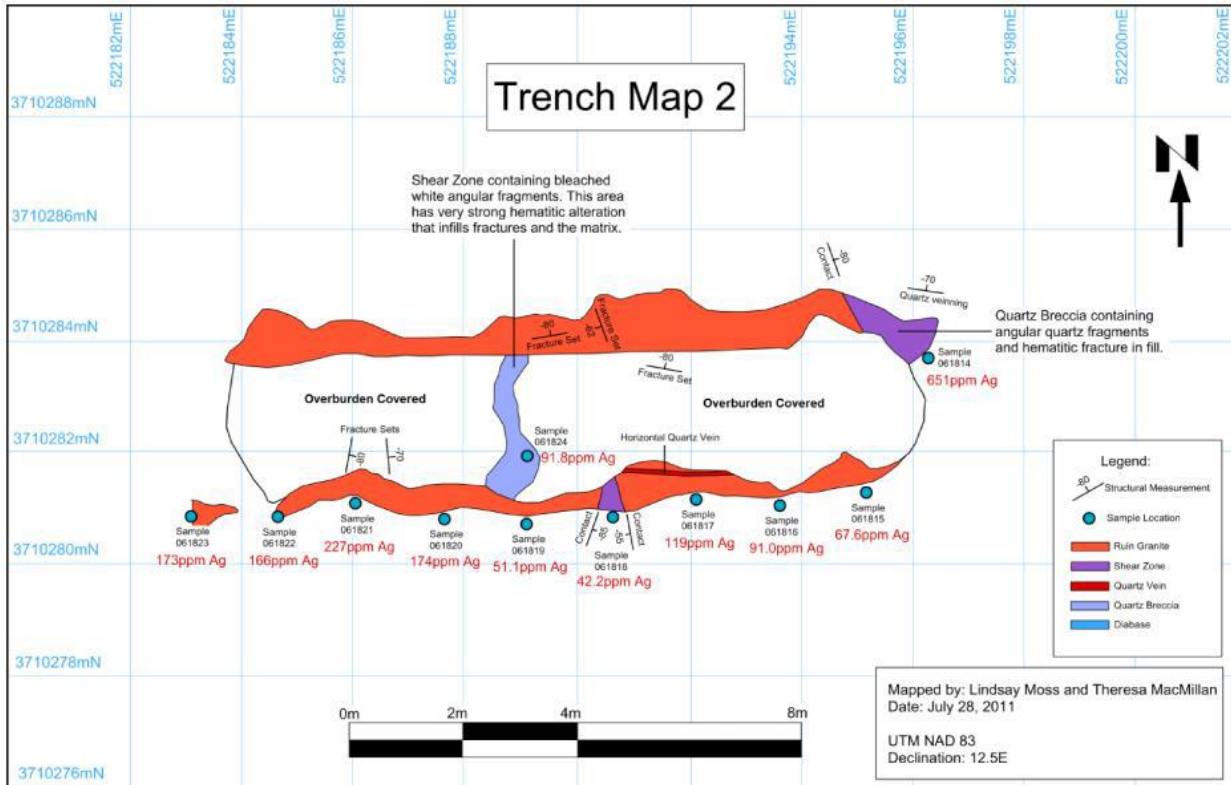 522182mE
522184mE
522186mE
522188mE
522194mE
522196mE
522198mE
522200mE
522202mE
3710288mN
Trench Map 2
N
3710286mN
Shear Zone containing bleached
white angular fragments. This area
has very strong hematitic alteration
that infills fractures and the matrix.
-80
Contact
-70
Quartz veinning
3710284mN
-80
Fracture Set
Fracture Set
-62
-80
Fracture Set
Quartz Breccia containing
angular quartz fragments
and hematitic fracture in fill.
Sample
061814
651ppm Ag
Overburden Covered
Overburden Covered
3710282mN
Fracture Sets
-80
-70
Sample
061824
91.8ppm Ag
Horizontal Quartz Vein
3710280mN
Sample
061823
173ppm Ag
Sample
061822
166ppm Ag
Sample
061821
227ppm Ag
Sample
061820
174ppm Ag
Sample
061819
51.1ppm Ag
Contact
-85
-55
Contact
Sample
061818
42.2ppm Ag
Sample
061817
119ppm Ag
Sample
061816
91.0ppm Ag
Sample
061815
67.6ppm Ag
Legend:
-80
Structural Measurement
Sample Location
Ruin Granite
Shear Zone
Quartz Vein
Quartz Breccia
Diabase
3710278mN
0m
2m
4m
8m
Mapped by: Lindsay Moss and Theresa MacMillan
Date: July 28, 2011
UTM NAD 83
Declination: 12.5E
3710276mN